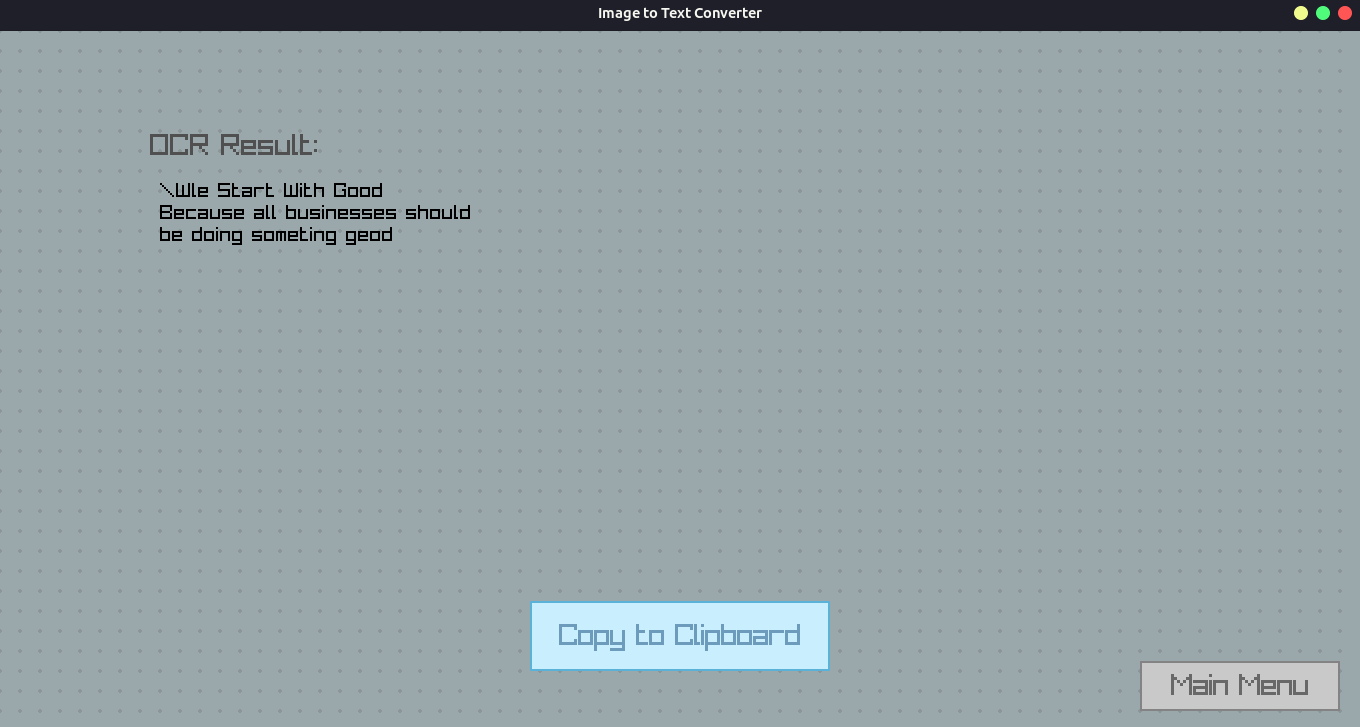 Image to Text Converter
OCR Result:
\Wle Start With Good
Because all businesses should
be doing someting geod
Copy to Clipboard
Main Menu